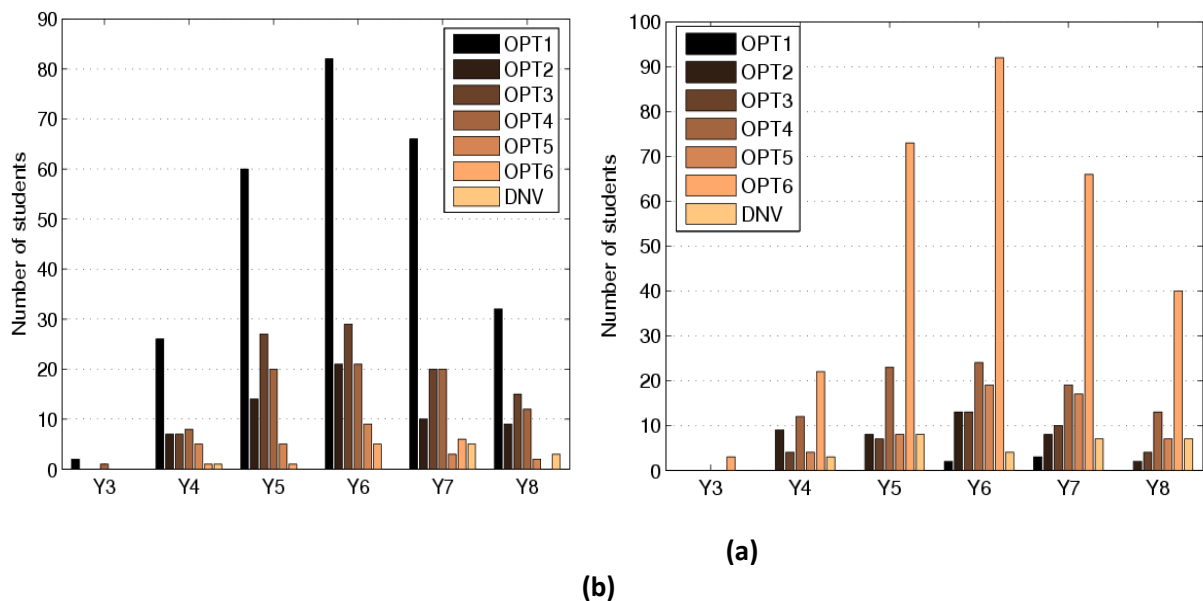 90
80
70
60
50
40
30
20
10
0
Number of students
Y3 Y4 Y5 Y6 Y7 Y8
OPT1
OPT2
OPT3
OPT4
OPT5
OPT6
DNV
100
90
80
70
60
50
40
30
20
10
0
Number of students
Y3 Y4 Y5 Y6 Y7 Y8
OPT1
OPT2
OPT3
OPT4
OPT5
OPT6
DNV
(a)
(b)